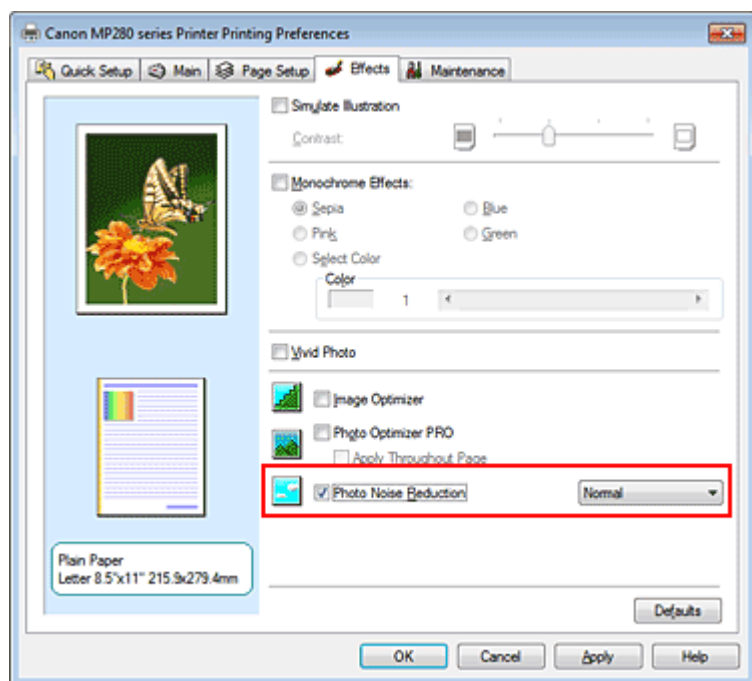 Canon MP280 series Printer Printing Preferences
Quick Setup Main Page Setup Effects Maintenance
Simulate Illustration
Contrast:
Monochrome Effects:
Sepia Blue
Pink Green
Select Color
Color
1
Vivid Photo
Image Optimizer
Photo Optimizer PRO
Apply Throughout Page
Photo Noise Reduction Normal
Plain Paper
Letter 8.5"x11" 215.9x279.4mm
Defaults
OK Cancel Apply Help